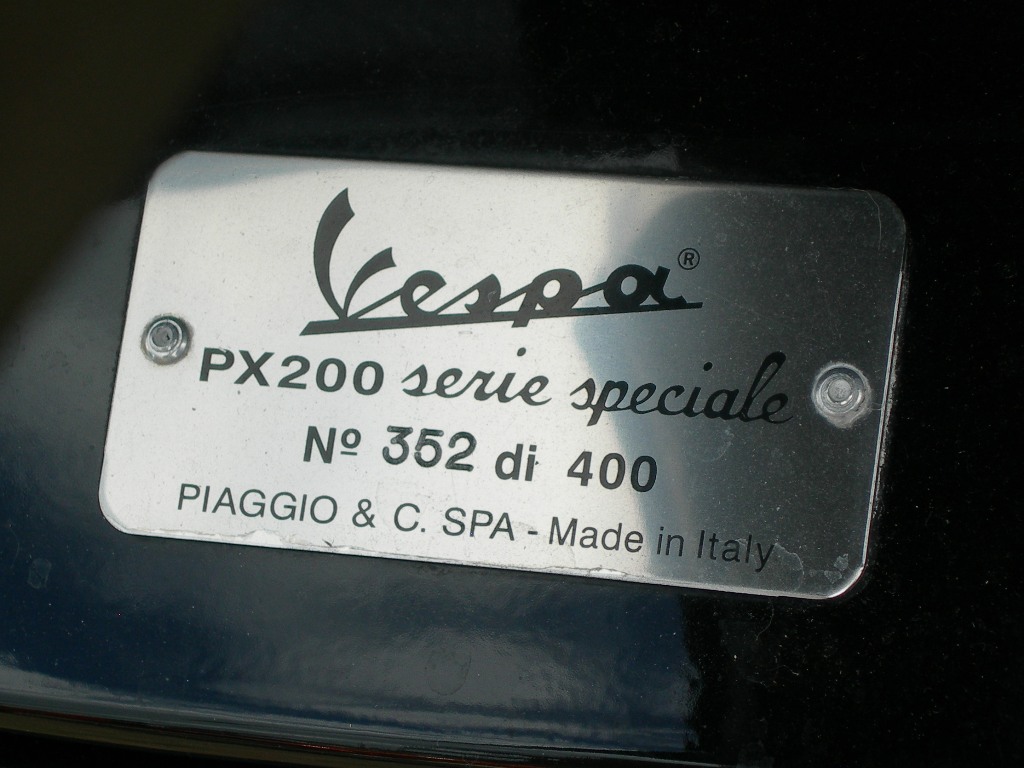 Vespa®
PX200 serie speciale
Nº 352 di 400
PIAGGIO & C. SPA - Made in Italy